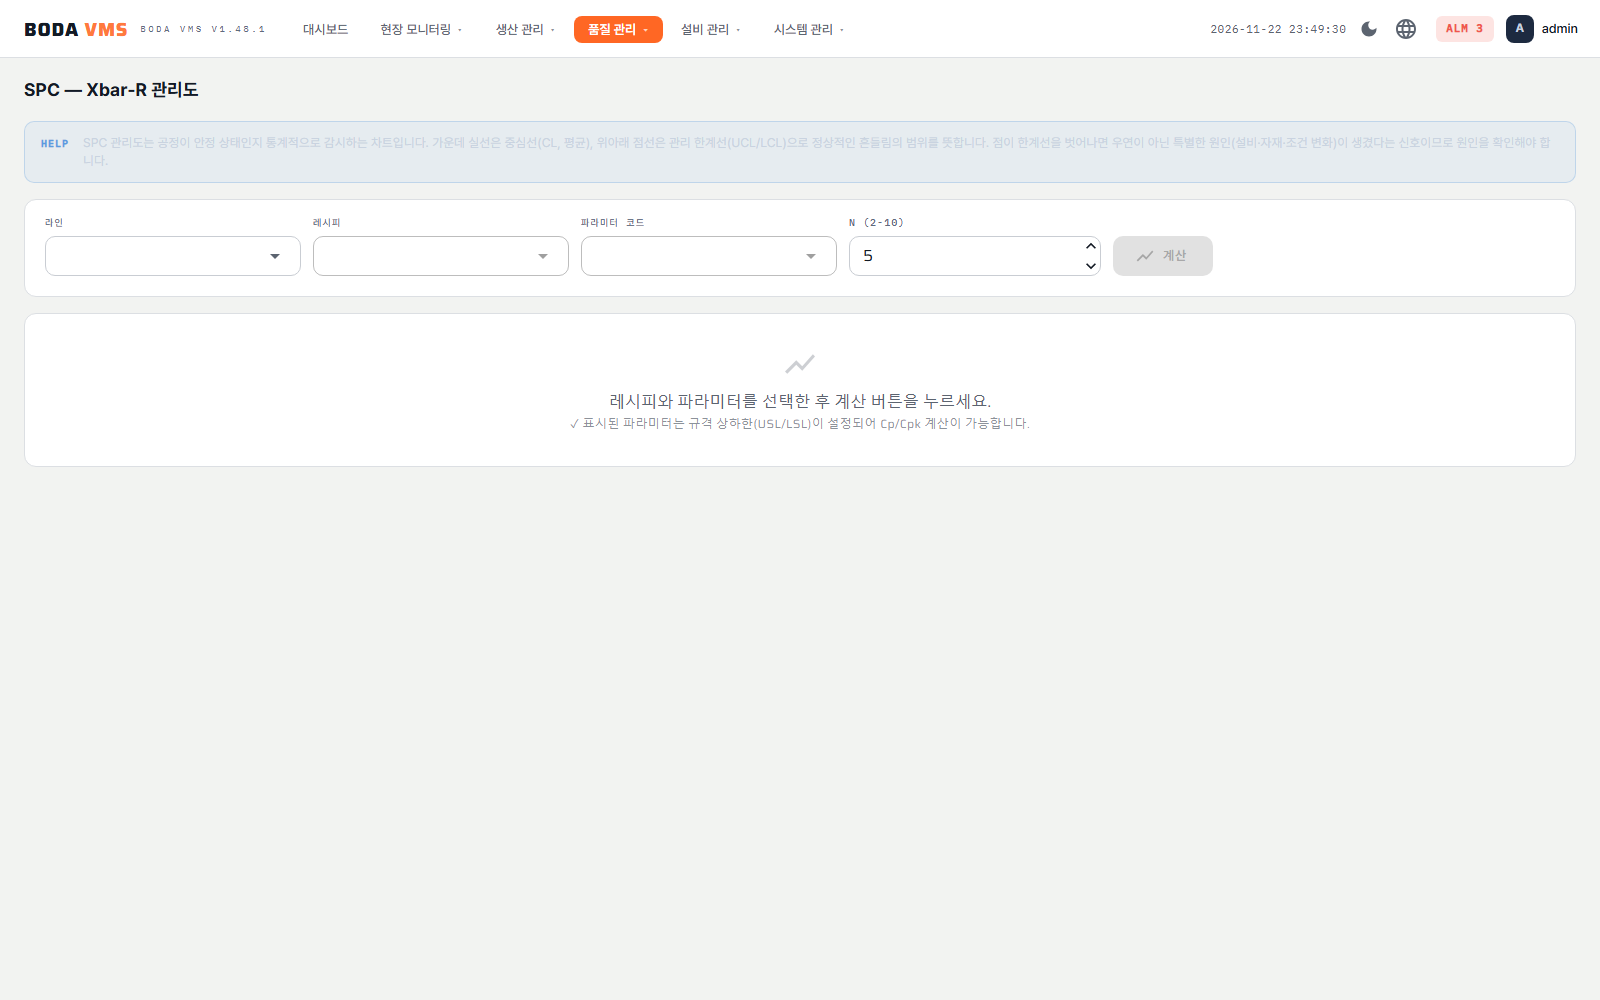 BODA VMS BODA VMS V1.48.1 대시보드 현장 모니터링 생산 관리 품질 관리 설비 관리 시스템 관리 2026-11-22 23:49:30 ALM 3 A admin
SPC — Xbar-R 관리도
HELP SPC 관리도는 공정이 안정 상태인지 통계적으로 감시하는 차트입니다. 가운데 실선은 중심선(CL, 평균), 위아래 점선은 관리 한계선(UCL/LCL)으로 정상적인 흔들림의 범위를 뜻합니다. 점이 한계선을 벗어나면 우연이 아닌 특별한 원인(설비·자재·조건 변화)이 생겼다는 신호이므로 원인을 확인해야 합
니다.
라인 레시피 파라미터 코드 N (2-10)
5 계산
레시피와 파라미터를 선택한 후 계산 버튼을 누르세요.
✓ 표시된 파라미터는 규격 상하한(USL/LSL)이 설정되어 Cp/Cpk 계산이 가능합니다.